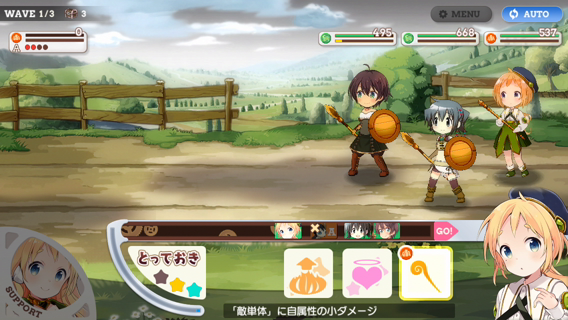 WAVE 1/3 3
MENU
AUTO
0
A
495
668
537
GO!
とっておき
SUPPORT
「敵単体」に自属性の小ダメージ